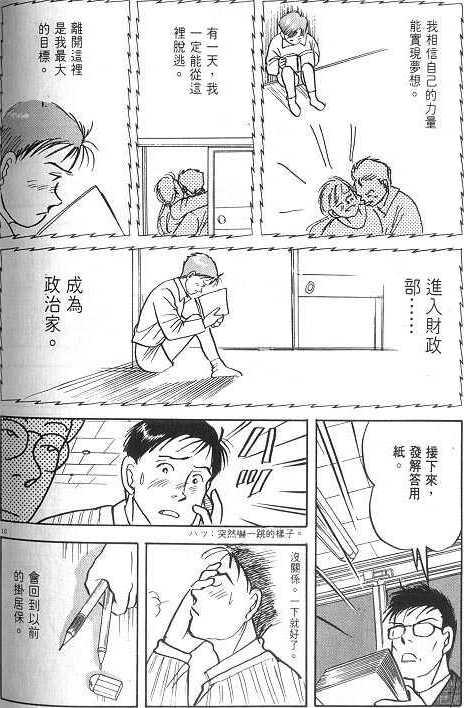 我相信自己的力量
能實現夢想。
有一天，我
一定能從這
裡脫逃。
離開這裡
是我最大
的目標。
進入財政
部……
成為
政治家。
接下來，
發解答用
紙。
ハッ：突然嚇一跳的樣子。
沒關係。一下就好了。
會回到以前
的掛居保。
10